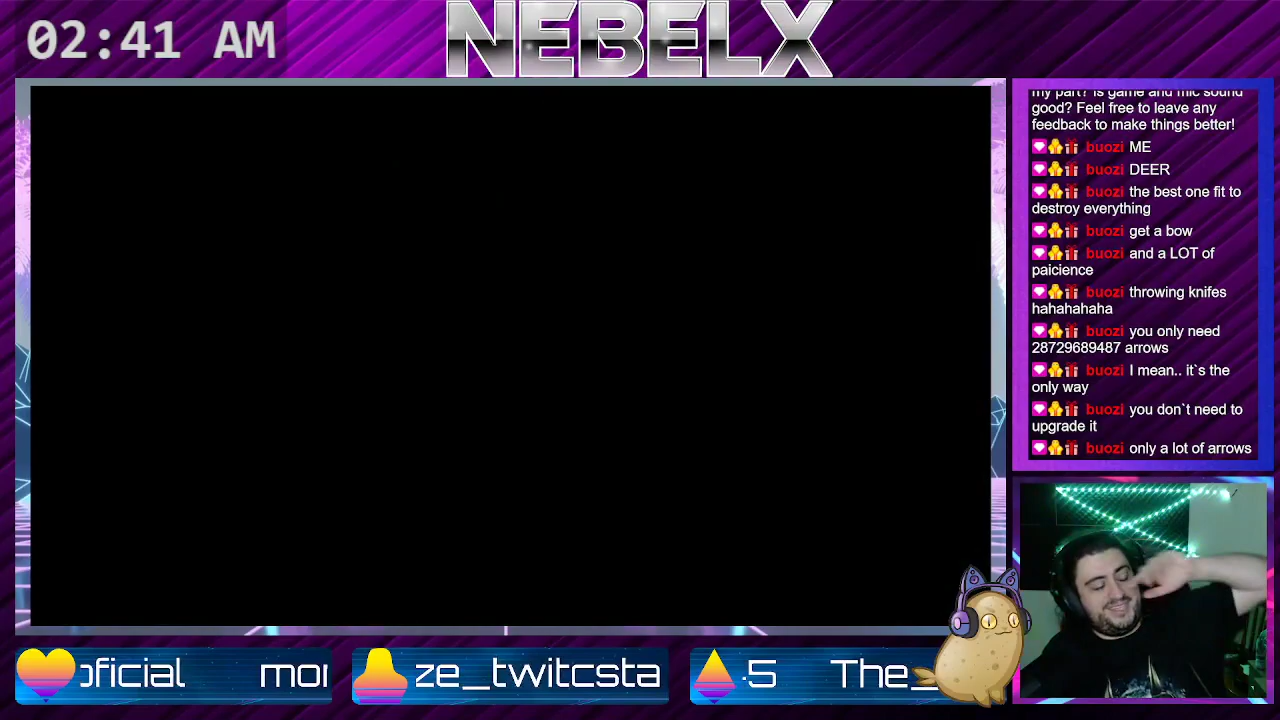 02:41 AM
NEBELX
my part? Is game and mic sound
good? Feel free to leave any
feedback to make things better!
buozi ME
buozi DEER
buozi the best one fit to
destroy everything
buozi get a bow
buozi and a LOT of
paicience
buozi throwing knifes
hahahahaha
buozi you only need
28729689487 arrows
buozi I mean.. it`s the
only way
buozi you don`t need to
upgrade it
buozi only a lot of arrows
oficial mor
ze_twitcsta
-5 The_